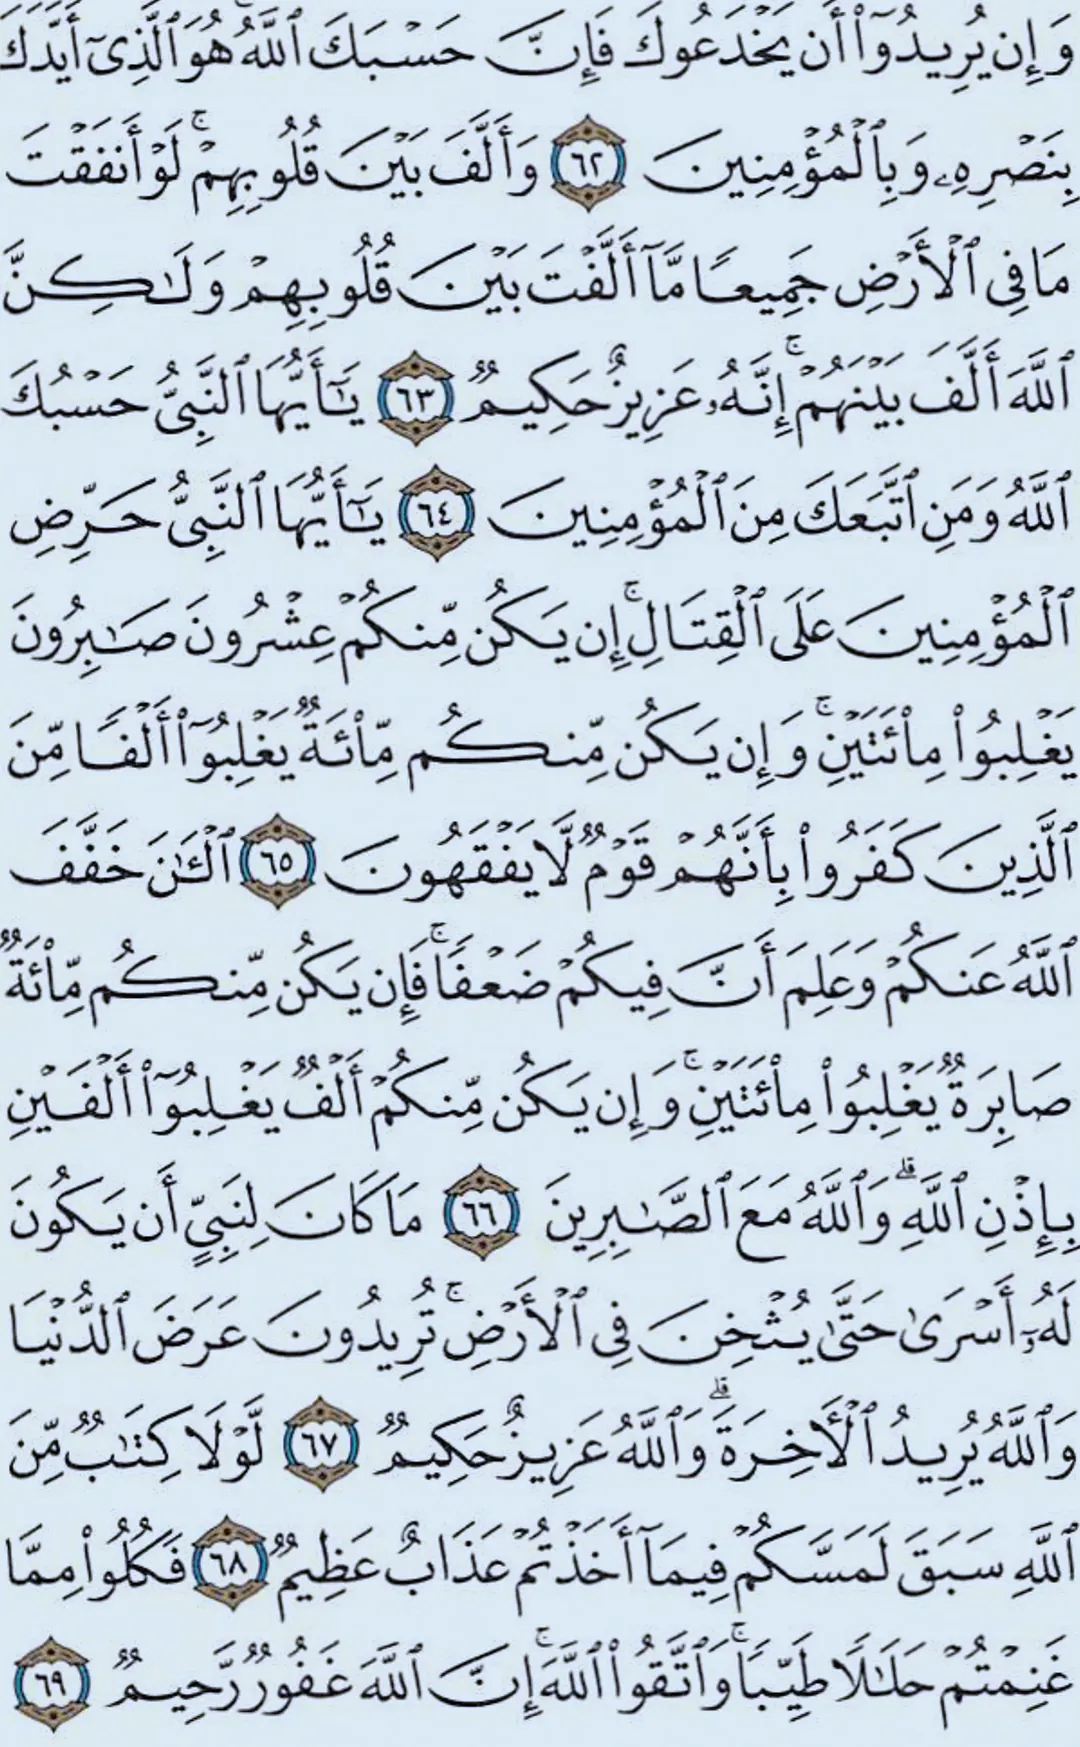 وَإِن يُرِيدُوٓا۟ أَن يَخْدَعُوكَ فَإِنَّ حَسْبَكَ ٱللَّهُ هُوَ ٱلَّذِىٓ أَيَّدَكَ
بِنَصْرِهِۦ وَبِٱلْمُؤْمِنِينَ ٦٢ وَأَلَّفَ بَيْنَ قُلُوبِهِمْ ۚ لَوْ أَنفَقْتَ
مَا فِى ٱلْأَرْضِ جَمِيعًا مَّآ أَلَّفْتَ بَيْنَ قُلُوبِهِمْ وَلَـٰكِنَّ
ٱللَّهَ أَلَّفَ بَيْنَهُمْ ۚ إِنَّهُۥ عَزِيزٌ حَكِيمٌ ٦٣ يَـٰٓأَيُّهَا ٱلنَّبِىُّ حَسْبُكَ
ٱللَّهُ وَمَنِ ٱتَّبَعَكَ مِنَ ٱلْمُؤْمِنِينَ ٦٤ يَـٰٓأَيُّهَا ٱلنَّبِىُّ حَرِّضِ
ٱلْمُؤْمِنِينَ عَلَى ٱلْقِتَالِ ۚ إِن يَكُن مِّنكُمْ عِشْرُونَ صَـٰبِرُونَ
يَغْلِبُوا۟ مِا۟ئَتَيْنِ ۚ وَإِن يَكُن مِّنكُم مِّا۟ئَةٌ يَغْلِبُوٓا۟ أَلْفًا مِّنَ
ٱلَّذِينَ كَفَرُوا۟ بِأَنَّهُمْ قَوْمٌ لَّا يَفْقَهُونَ ٦٥ ٱلْـَٔـٰنَ خَفَّفَ
ٱللَّهُ عَنكُمْ وَعَلِمَ أَنَّ فِيكُمْ ضَعْفًا ۚ فَإِن يَكُن مِّنكُم مِّا۟ئَةٌ
صَابِرَةٌ يَغْلِبُوا۟ مِا۟ئَتَيْنِ ۚ وَإِن يَكُن مِّنكُمْ أَلْفٌ يَغْلِبُوٓا۟ أَلْفَيْنِ
بِإِذْنِ ٱللَّهِ ۗ وَٱللَّهُ مَعَ ٱلصَّـٰبِرِينَ ٦٦ مَا كَانَ لِنَبِىٍّ أَن يَكُونَ
لَهُۥٓ أَسْرَىٰ حَتَّىٰ يُثْخِنَ فِى ٱلْأَرْضِ ۚ تُرِيدُونَ عَرَضَ ٱلدُّنْيَا
وَٱللَّهُ يُرِيدُ ٱلْـَٔاخِرَةَ ۗ وَٱللَّهُ عَزِيزٌ حَكِيمٌ ٦٧ لَّوْلَا كِتَـٰبٌ مِّنَ
ٱللَّهِ سَبَقَ لَمَسَّكُمْ فِيمَآ أَخَذْتُمْ عَذَابٌ عَظِيمٌ ٦٨ فَكُلُوا۟ مِمَّا
غَنِمْتُمْ حَلَـٰلًا طَيِّبًا ۚ وَٱتَّقُوا۟ ٱللَّهَ ۚ إِنَّ ٱللَّهَ غَفُورٌ رَّحِيمٌ ٦٩